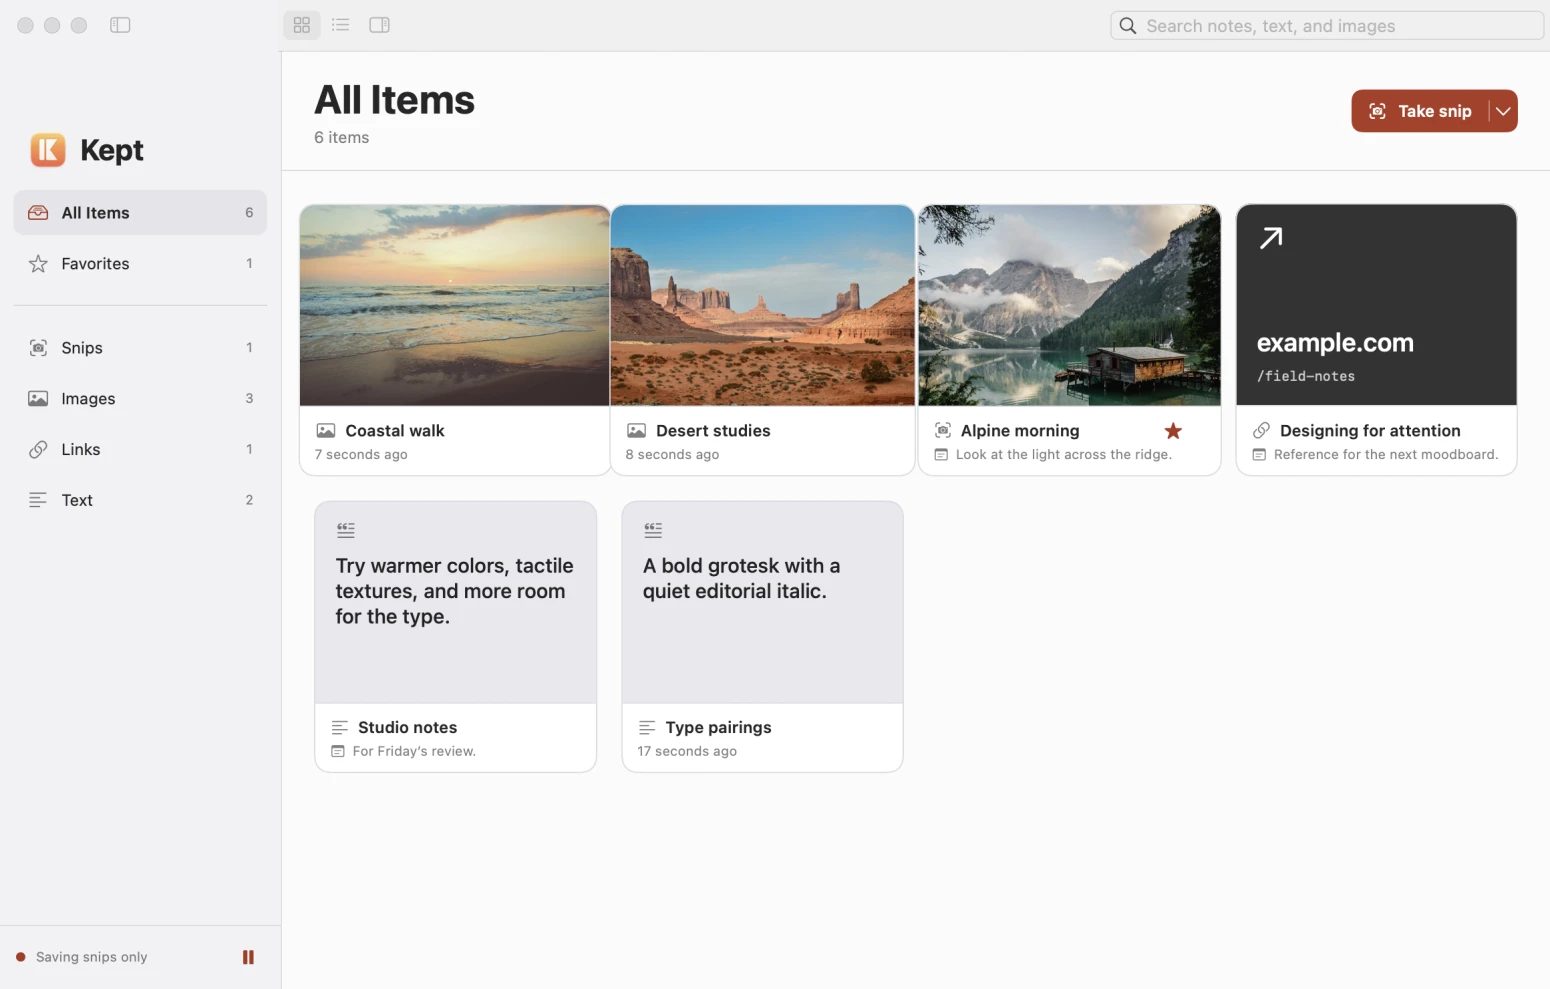 Search notes, text, and images
Kept
All Items 6
Favorites 1
Snips 1
Images 3
Links 1
Text 2
Saving snips only
All Items
6 items
Take snip
Coastal walk
7 seconds ago
Desert studies
8 seconds ago
Alpine morning
Look at the light across the ridge.
example.com
/field-notes
Designing for attention
Reference for the next moodboard.
Try warmer colors, tactile
textures, and more room
for the type.
Studio notes
For Friday's review.
A bold grotesk with a
quiet editorial italic.
Type pairings
17 seconds ago